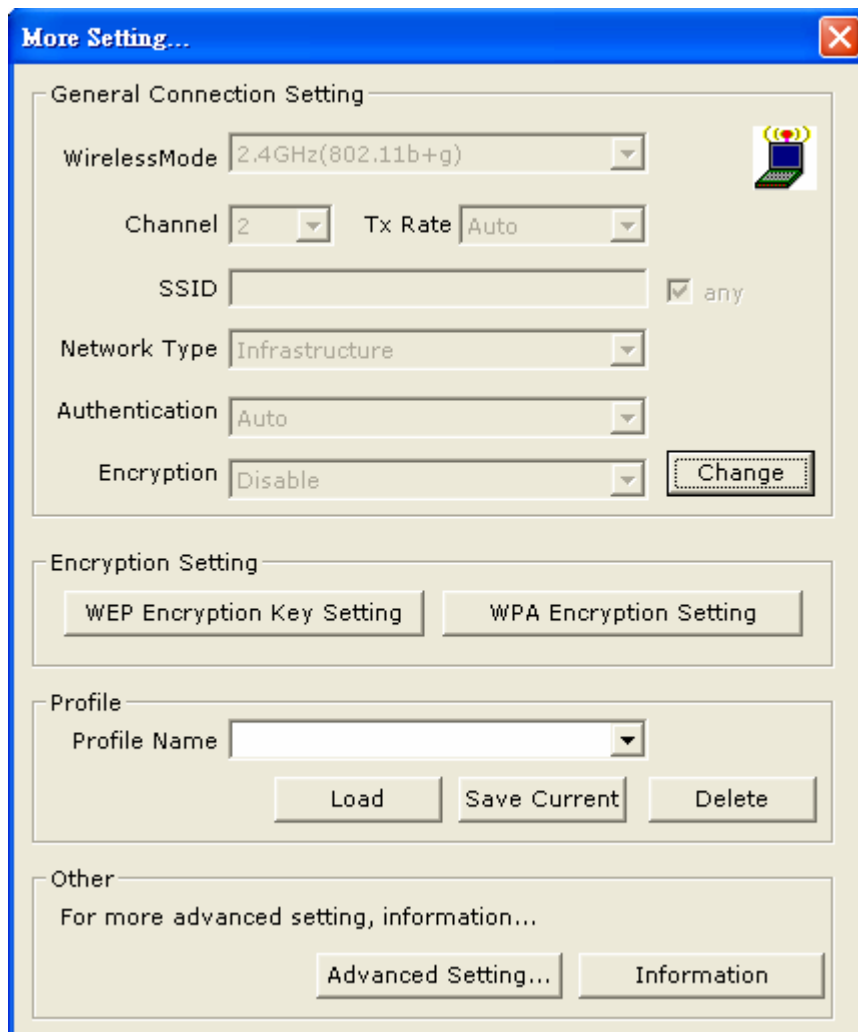 More Setting...
General Connection Setting
WirelessMode 2.4GHz(802.11b+g)
Channel 2 Tx Rate Auto
SSID any
Network Type Infrastructure
Authentication Auto
Encryption Disable Change
Encryption Setting
WEP Encryption Key Setting WPA Encryption Setting
Profile
Profile Name
Load Save Current Delete
Other
For more advanced setting, information...
Advanced Setting... Information